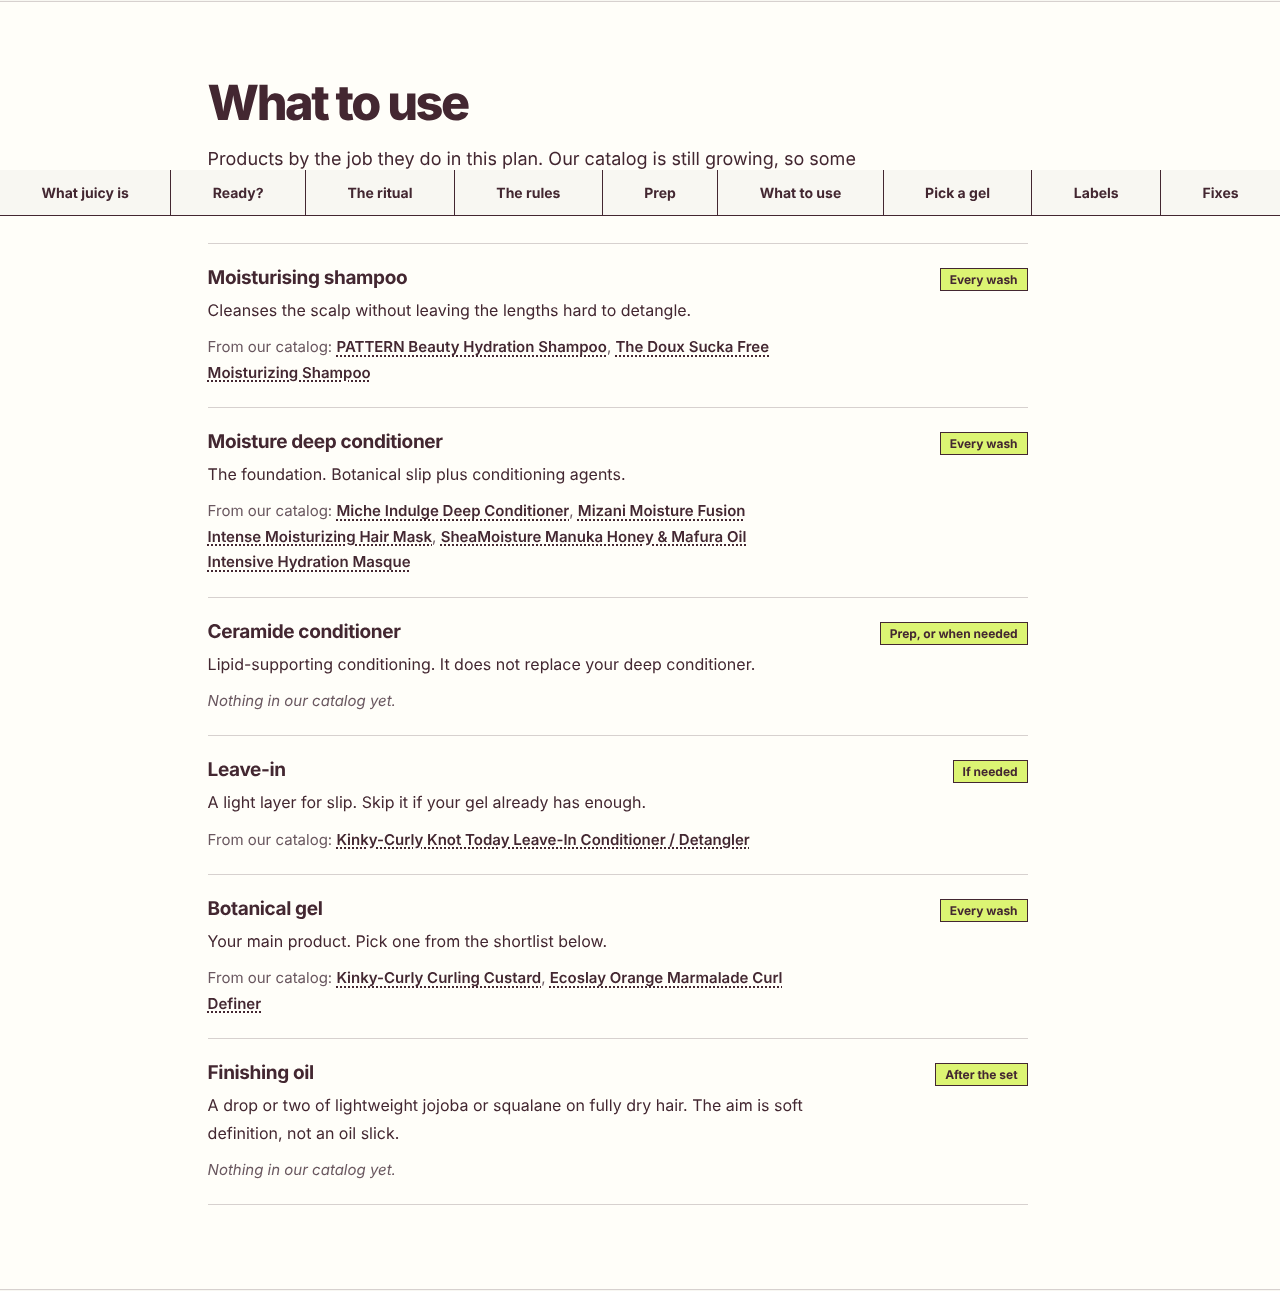 What to use
Products by the job they do in this plan. Our catalog is still growing, so some
What juicy is
Ready?
The ritual
The rules
Prep
What to use
Pick a gel
Labels
Fixes
Moisturising shampoo
Every wash
Cleanses the scalp without leaving the lengths hard to detangle.
From our catalog: PATTERN Beauty Hydration Shampoo, The Doux Sucka Free
Moisturizing Shampoo
Moisture deep conditioner
Every wash
The foundation. Botanical slip plus conditioning agents.
From our catalog: Miche Indulge Deep Conditioner, Mizani Moisture Fusion
Intense Moisturizing Hair Mask, SheaMoisture Manuka Honey & Mafura Oil
Intensive Hydration Masque
Ceramide conditioner
Prep, or when needed
Lipid-supporting conditioning. It does not replace your deep conditioner.
Nothing in our catalog yet.
Leave-in
If needed
A light layer for slip. Skip it if your gel already has enough.
From our catalog: Kinky-Curly Knot Today Leave-In Conditioner / Detangler
Botanical gel
Every wash
Your main product. Pick one from the shortlist below.
From our catalog: Kinky-Curly Curling Custard, Ecoslay Orange Marmalade Curl
Definer
Finishing oil
After the set
A drop or two of lightweight jojoba or squalane on fully dry hair. The aim is soft
definition, not an oil slick.
Nothing in our catalog yet.